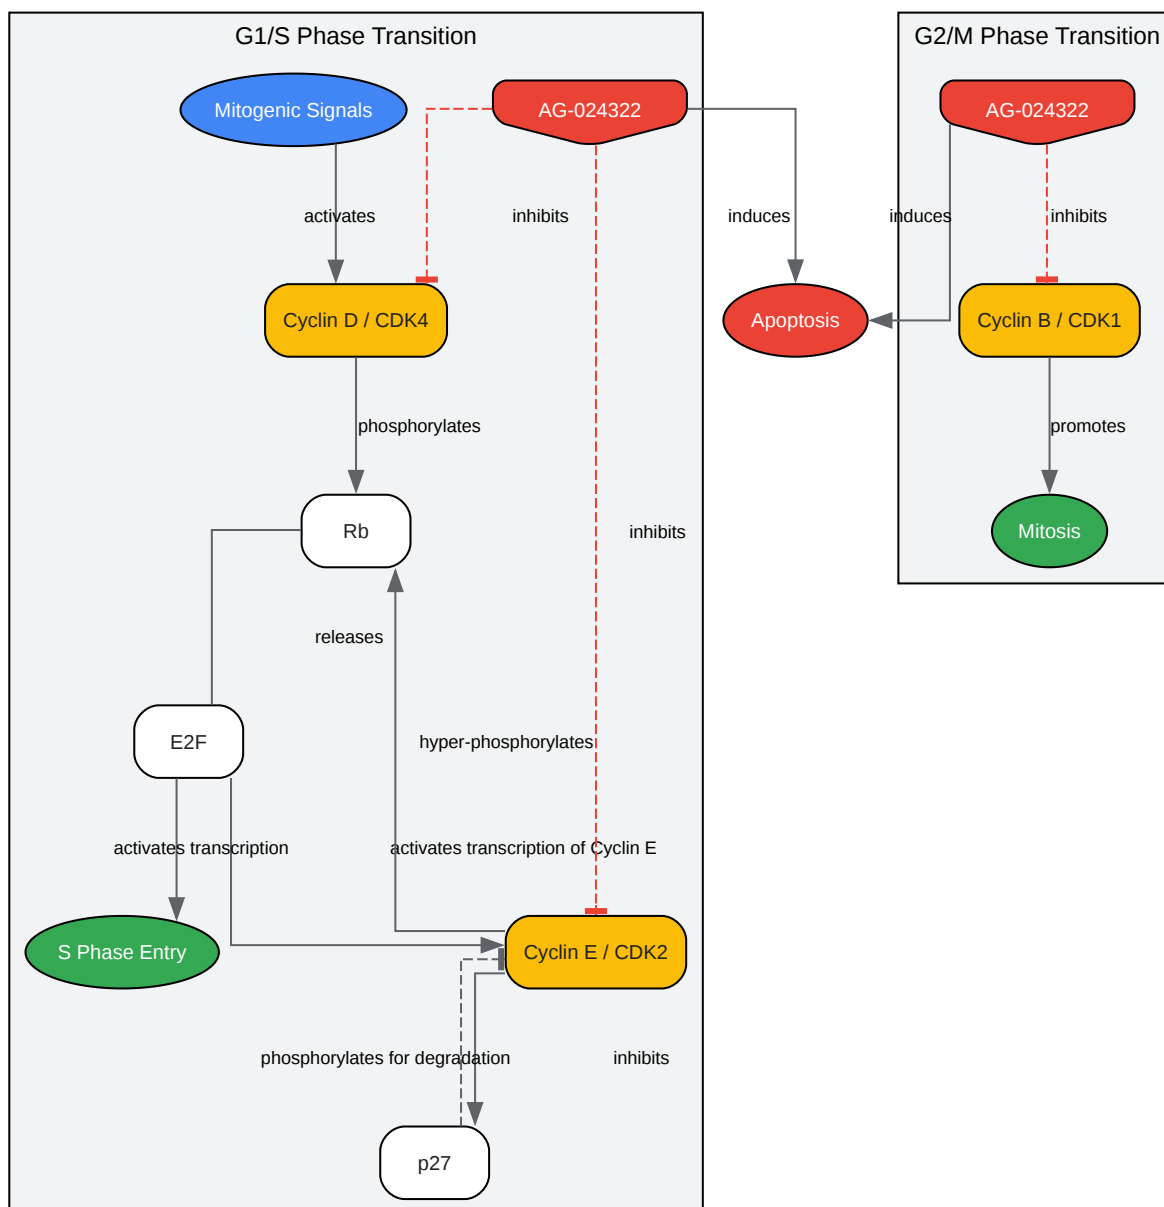 G1/S Phase Transition
G2/M Phase Transition
Mitogenic Signals
AG-024322
AG-024322
activates
inhibits
induces
induces
inhibits
Cyclin D / CDK4
Apoptosis
Cyclin B / CDK1
phosphorylates
promotes
Rb
inhibits
Mitosis
releases
E2F
hyper-phosphorylates
activates transcription
activates transcription of Cyclin E
S Phase Entry
Cyclin E / CDK2
phosphorylates for degradation
inhibits
p27